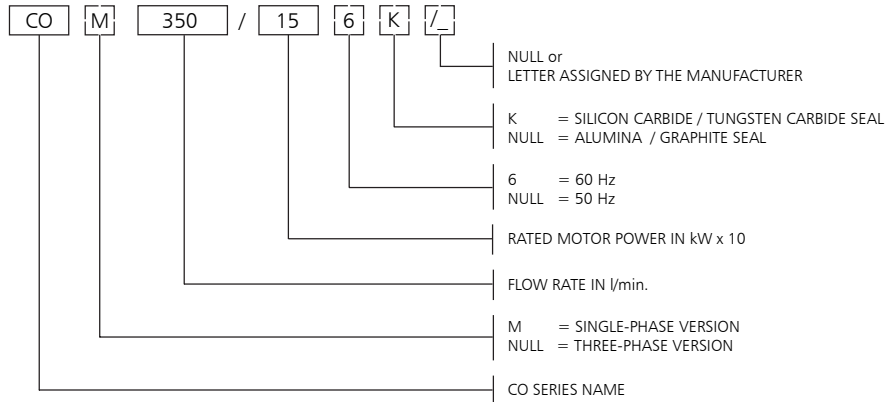 CO M 350 / 15 6 K /_
NULL or
LETTER ASSIGNED BY THE MANUFACTURER
K = SILICON CARBIDE / TUNGSTEN CARBIDE SEAL
NULL = ALUMINA / GRAPHITE SEAL
6 = 60 Hz
NULL = 50 Hz
RATED MOTOR POWER IN kW x 10
FLOW RATE IN l/min.
M = SINGLE-PHASE VERSION
NULL = THREE-PHASE VERSION
CO SERIES NAME